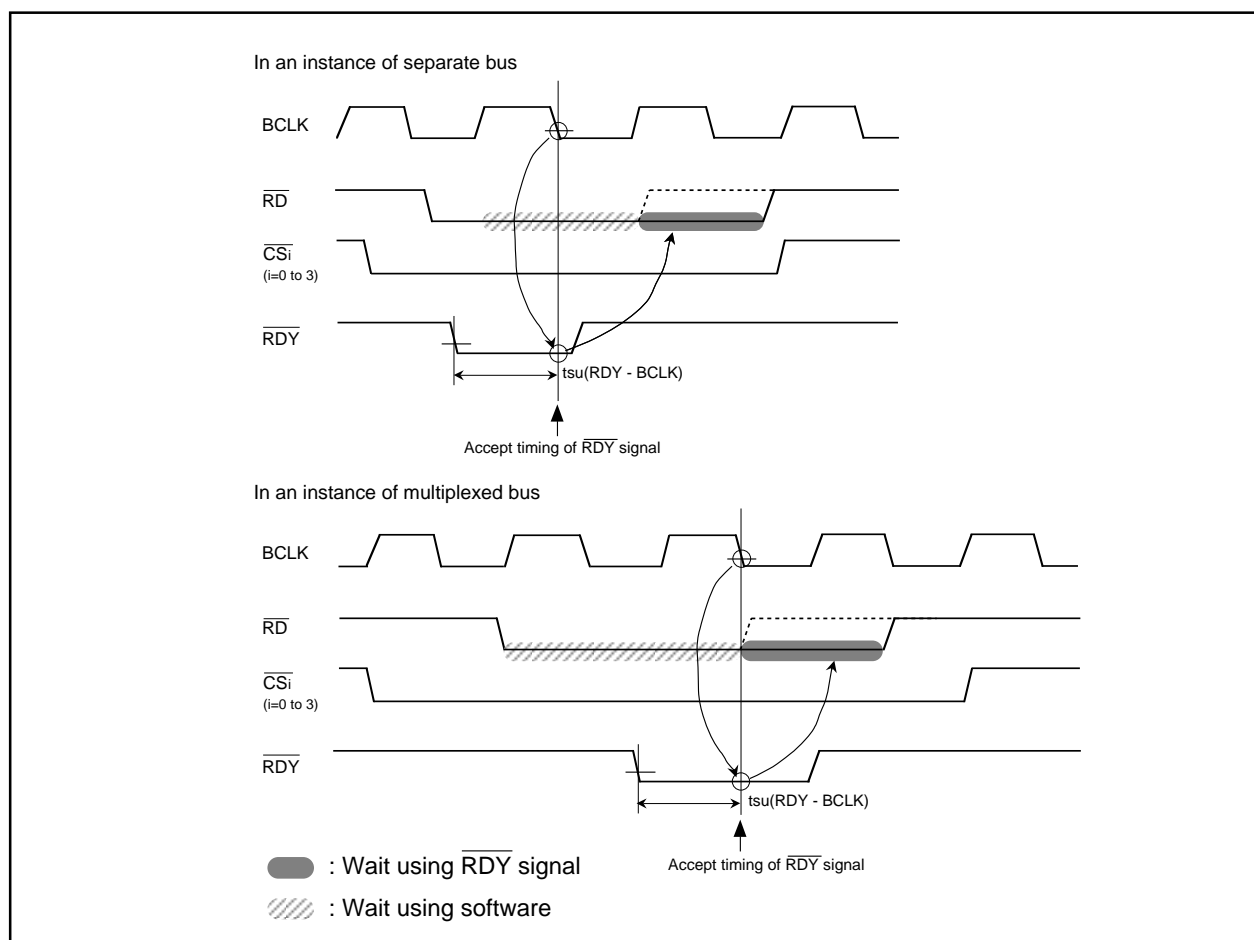 In an instance of separate bus
BCLK
RD
CSi
(i=0 to 3)
RDY
tsu(RDY - BCLK)
Accept timing of RDY signal
In an instance of multiplexed bus
BCLK
RD
CSi
(i=0 to 3)
RDY
tsu(RDY - BCLK)
Accept timing of RDY signal
: Wait using RDY signal
: Wait using software